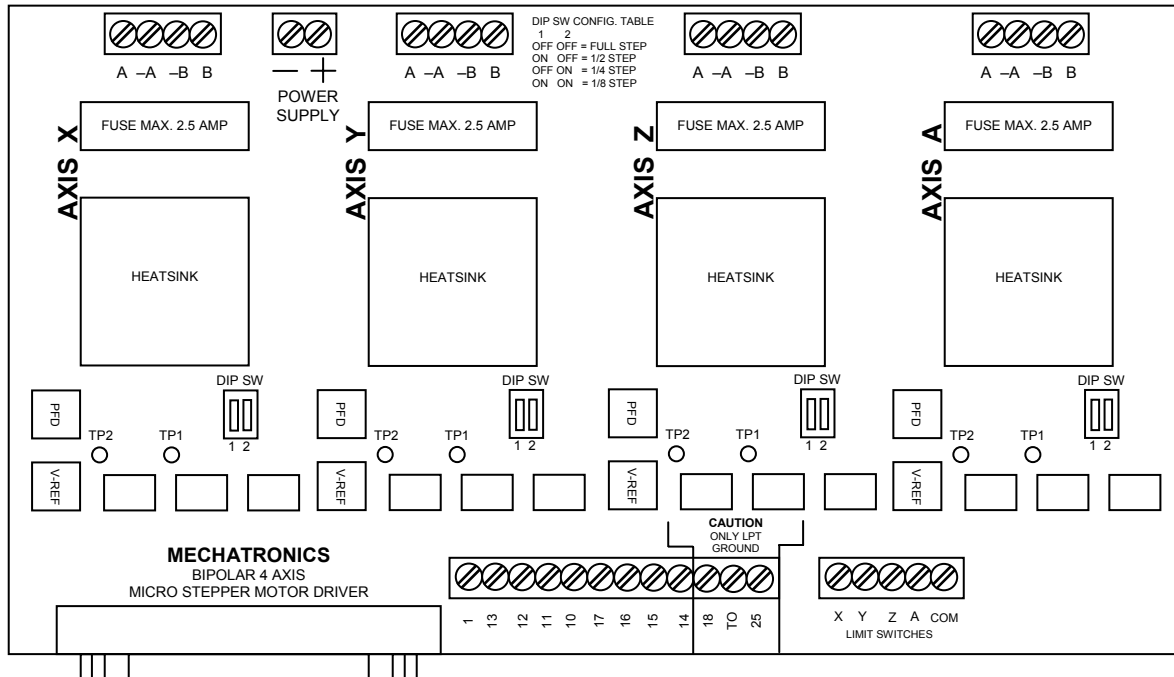 DIP SW CONFIG. TABLE
1 2
OFF OFF = FULL STEP
ON OFF = 1/2 STEP
OFF ON = 1/4 STEP
ON ON = 1/8 STEP
A –A –B B
– +
POWER
SUPPLY
A –A –B B
A –A –B B
A –A –B B
AXIS X
FUSE MAX. 2.5 AMP
HEATSINK
AXIS Y
FUSE MAX. 2.5 AMP
HEATSINK
AXIS Z
FUSE MAX. 2.5 AMP
HEATSINK
AXIS A
FUSE MAX. 2.5 AMP
HEATSINK
PFD
DIP SW
1 2
TP2 TP1
V-REF
PFD
DIP SW
1 2
TP2 TP1
V-REF
PFD
DIP SW
1 2
TP2 TP1
V-REF
PFD
DIP SW
1 2
TP2 TP1
V-REF
CAUTION
ONLY LPT
GROUND
MECHATRONICS
BIPOLAR 4 AXIS
MICRO STEPPER MOTOR DRIVER
1 13 12 11 10 17 16 15 14 18 TO 25
X Y Z A COM
LIMIT SWITCHES